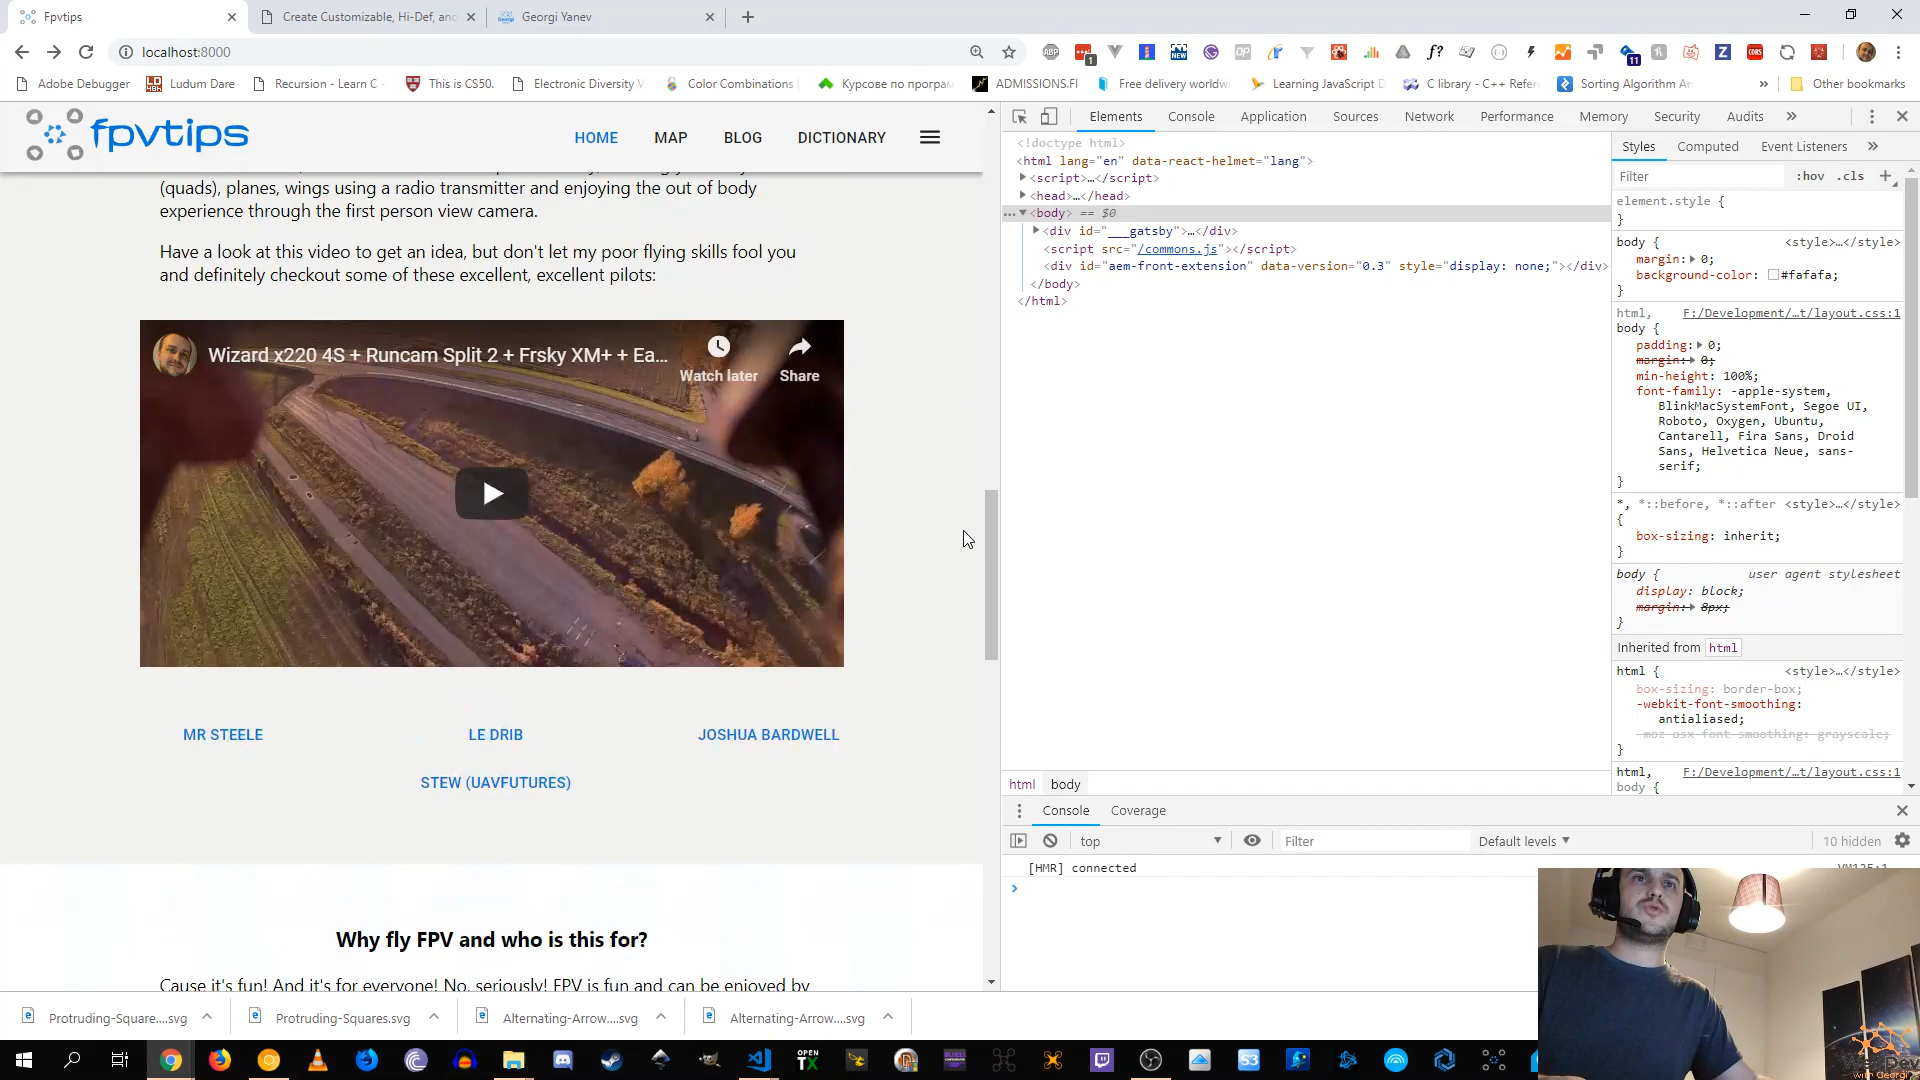 Fpvtips
Create Customizable, Hi-Def, and
Georgi Yanev
localhost:8000
Adobe Debugger
Ludum Dare
Recursion - Learn C -
This is CS50.
Electronic Diversity V
Color Combinations |
Курсове по програм
ADMISSIONS.FI
Free delivery worldwi
Learning JavaScript D
C library - C++ Refer
Sorting Algorithm An
Other bookmarks
fpvtips
HOME
MAP
BLOG
DICTIONARY
(quads), planes, wings using a radio transmitter and enjoying the out of body
experience through the first person view camera.
Have a look at this video to get an idea, but don't let my poor flying skills fool you
and definitely checkout some of these excellent, excellent pilots:
Wizard x220 4S + Runcam Split 2 + Frsky XM+ + Ea...
Watch later
Share
MR STEELE
LE DRIB
JOSHUA BARDWELL
STEW (UAVFUTURES)
Why fly FPV and who is this for?
Cause it's fun! And it's for everyone! No, seriously! FPV is fun and can be enjoyed by
Elements
Console
Application
Sources
Network
Performance
Memory
Security
Audits
<!doctype html>
<html lang="en" data-react-helmet="lang">
<script>…</script>
<head>…</head>
<body> == $0
<div id="___gatsby">…</div>
<script src="/commons.js"></script>
<div id="aem-front-extension" data-version="0.3" style="display: none;"></div>
</body>
</html>
html
body
Styles
Computed
Event Listeners
Filter
:hov .cls
element.style {
}
body { <style>…</style>
margin: 0;
background-color: #fafafa;
}
html, F:/Development/…t/layout.css:1
body {
padding: 0;
margin: 0;
min-height: 100%;
font-family: -apple-system,
BlinkMacSystemFont, Segoe UI,
Roboto, Oxygen, Ubuntu,
Cantarell, Fira Sans, Droid
Sans, Helvetica Neue, sans-
serif;
}
*, *::before, *::after <style>…</style>
{
box-sizing: inherit;
}
body { user agent stylesheet
display: block;
margin: 8px;
}
Inherited from html
html { <style>…</style>
box-sizing: border-box;
-webkit-font-smoothing:
antialiased;
-moz-osx-font-smoothing: grayscale;
}
html, F:/Development/…t/layout.css:1
body {
Console
Coverage
top
Filter
Default levels
10 hidden
[HMR] connected
Protruding-Square....svg
Protruding-Squares.svg
Alternating-Arrow....svg
Alternating-Arrow....svg